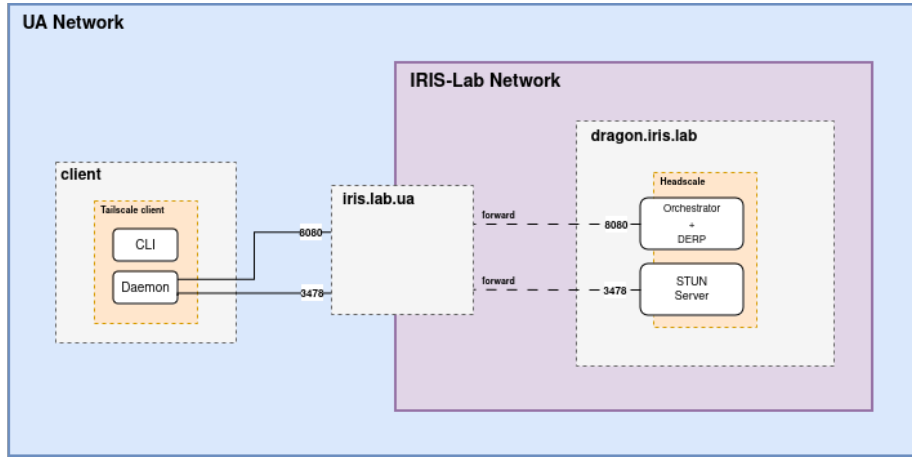 UA Network
IRIS-Lab Network
dragon.iris.lab
client
Headscale
iris.lab.ua
Tailscale client
Orchestrator
+
DERP
forward
8080
8080
CLI
STUN
Server
Daemon
forward
3478
3478